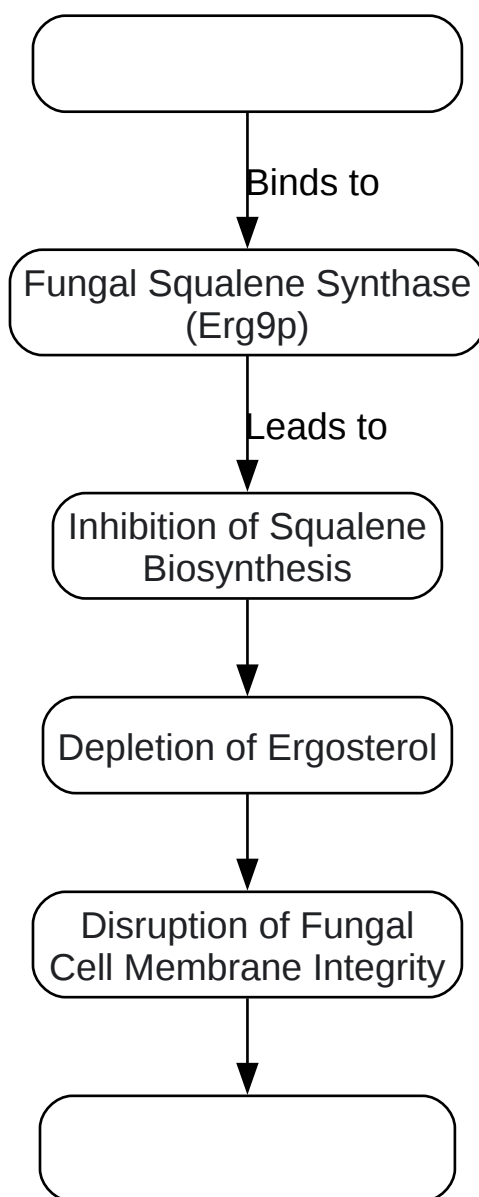 Binds to
Fungal Squalene Synthase
(Erg9p)
Leads to
Inhibition of Squalene
Biosynthesis
Depletion of Ergosterol
Disruption of Fungal
Cell Membrane Integrity